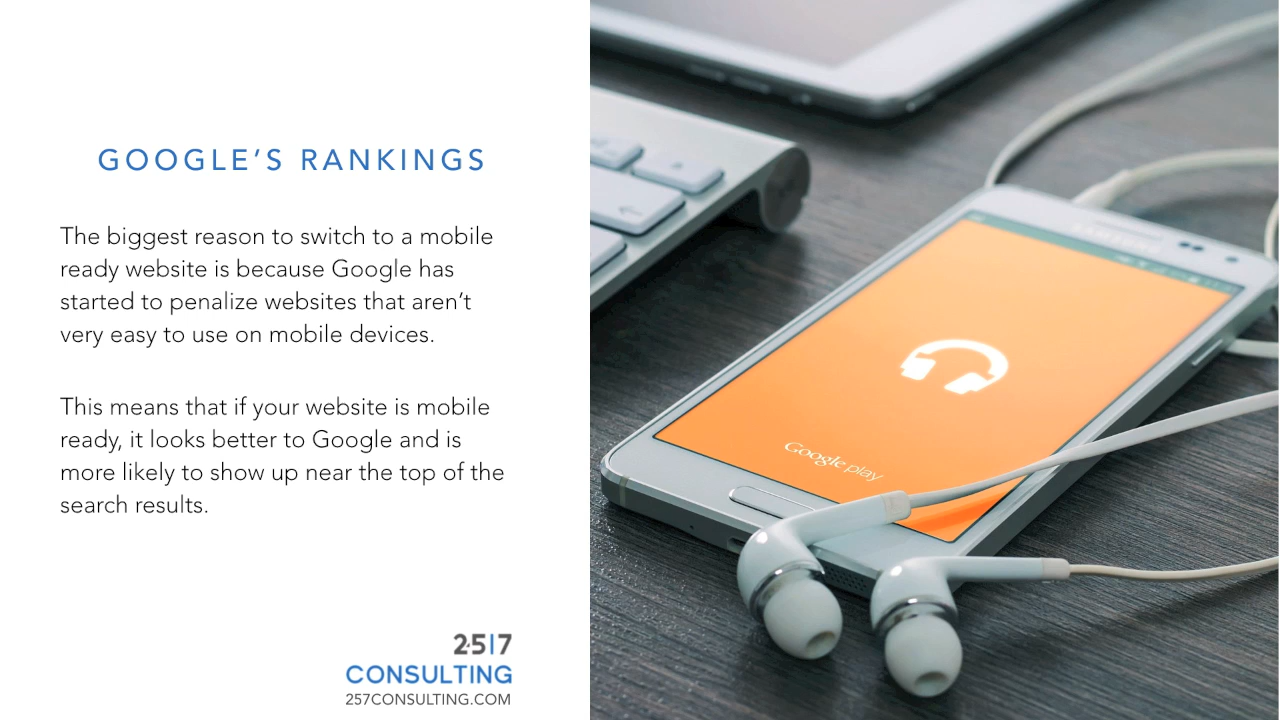 GOOGLE’S RANKINGS
The biggest reason to switch to a mobile
ready website is because Google has
started to penalize websites that aren’t
very easy to use on mobile devices.
This means that if your website is mobile
ready, it looks better to Google and is
more likely to show up near the top of the
search results.
25|7
CONSULTING
257CONSULTING.COM
SAMSUNG
Google play